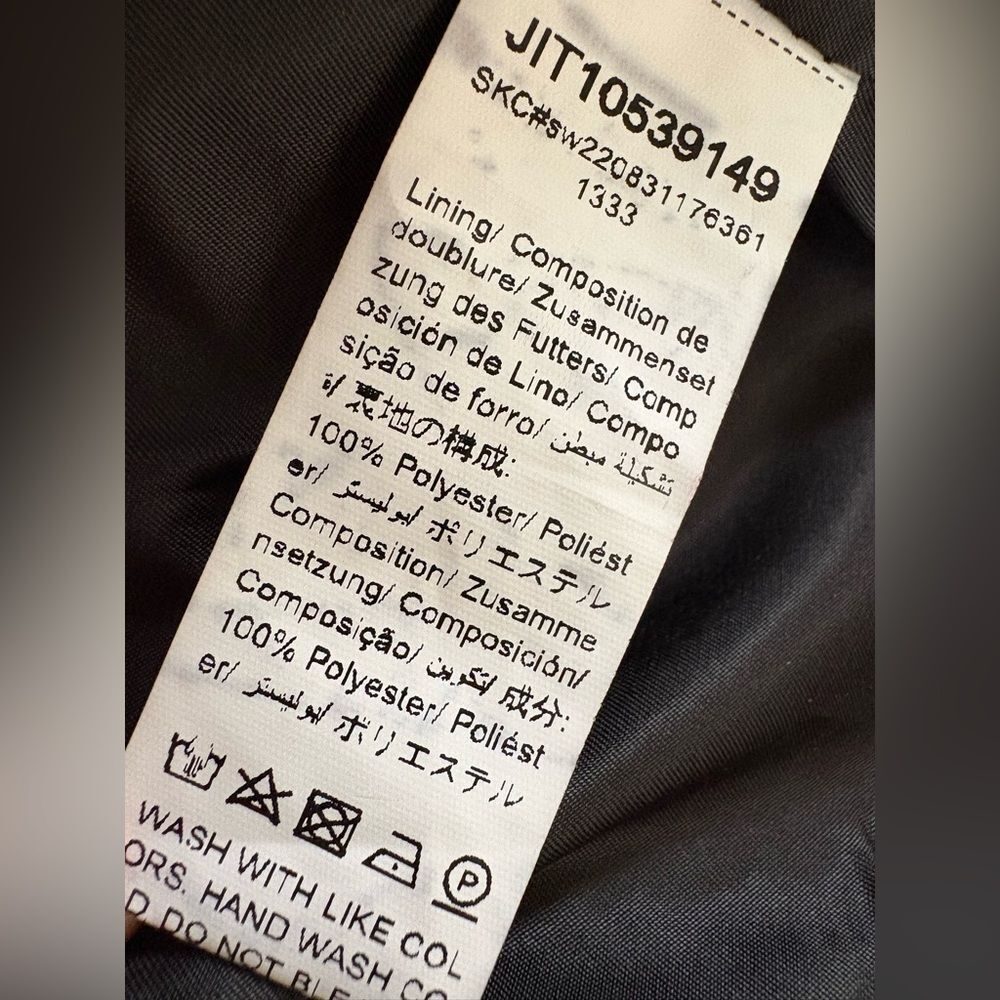 JIT10539149
SKC#sw220831176361
1333
Lining/ Composition de
doublure/ Zusammenset
zung des Futters/ Comp
osición de Lino/ Compo
sição de forro/ تشكيلة مبطن
ة/ 裏地の構成:
100% Polyester/ Poliést
er/ بوليستر/ ポリエステル
Composition/ Zusamme
nsetzung/ Composición/
Composição/ تكوين/ 成分:
100% Polyester/ Poliést
er/ بوليستر/ ポリエステル
P
WASH WITH LIKE COL
ORS. HAND WASH CO
D DO NOT BLE